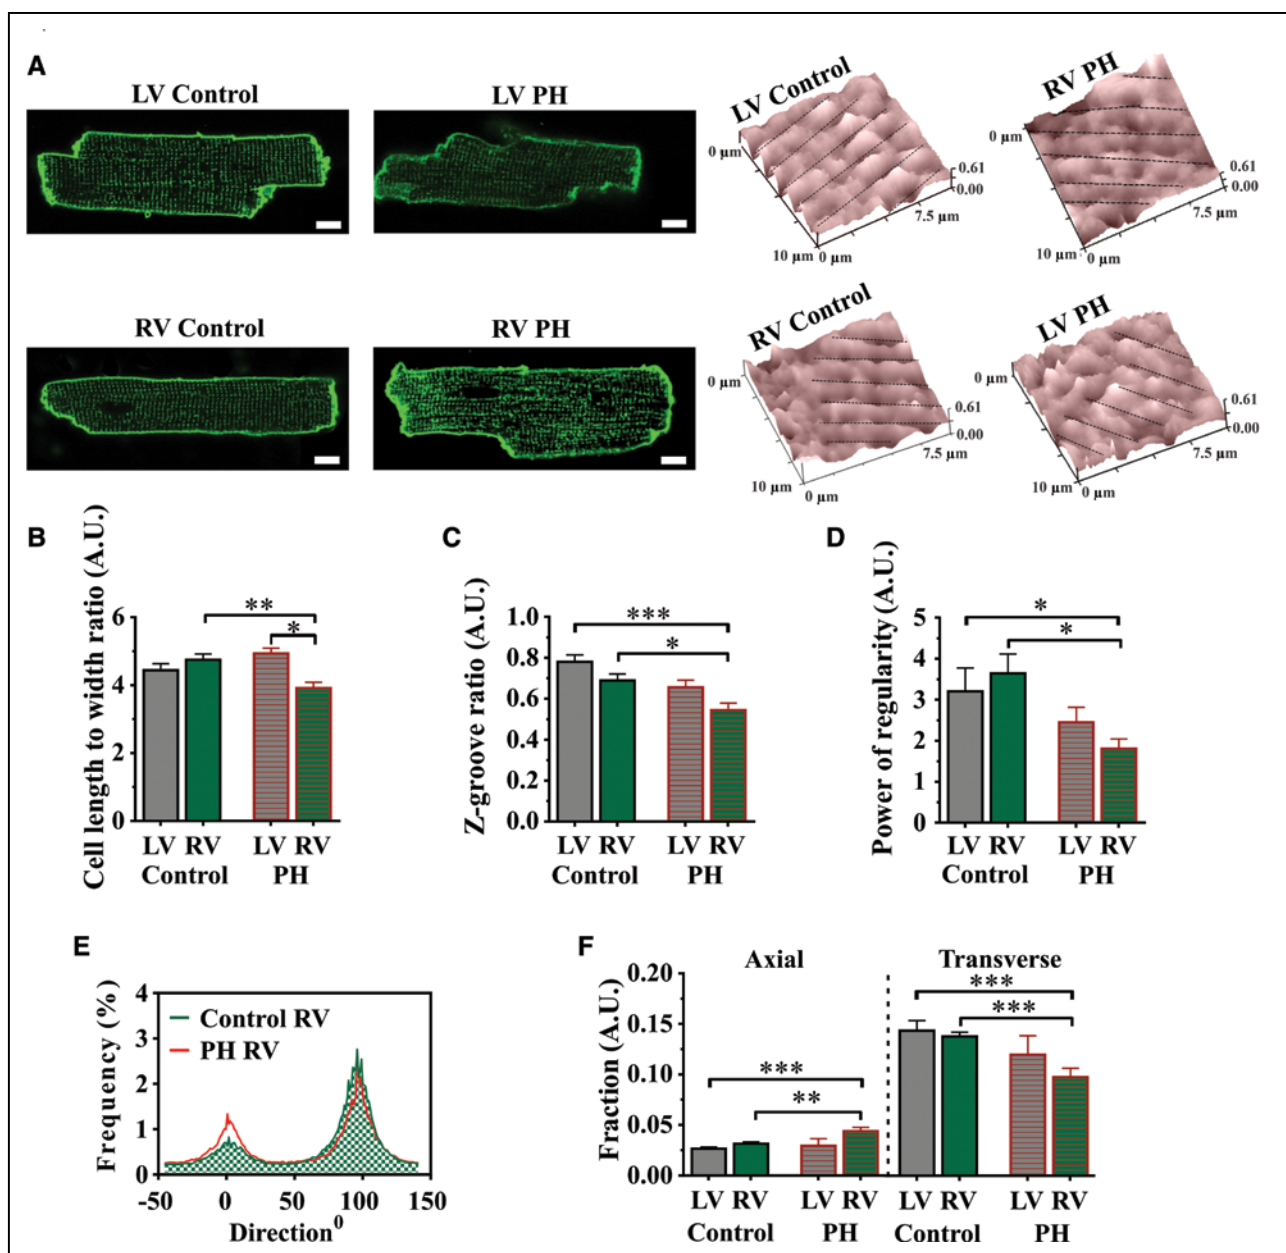 A
LV Control
LV PH
LV Control
0 µm
10 µm
0 µm
7.5 µm
0.61
0.00
RV PH
0 µm
10 µm
0 µm
7.5 µm
0.61
0.00
RV Control
RV PH
RV Control
0 µm
10 µm
0 µm
7.5 µm
0.61
0.00
LV PH
0 µm
10 µm
0 µm
7.5 µm
0.61
0.00
B
Cell length to width ratio (A.U.)
6
4
2
0
**
*
LV RV LV RV
Control PH
C
Z-groove ratio (A.U.)
1.0
0.8
0.6
0.4
0.2
0.0
***
*
LV RV LV RV
Control PH
D
Power of regularity (A.U.)
5
4
3
2
1
0
*
*
LV RV LV RV
Control PH
E
Frequency (%)
4
3
2
1
0
Control RV
PH RV
-50 0 50 100 150
Direction⁰
F
Axial Transverse
Fraction (A.U.)
0.20
0.15
0.10
0.05
0.00
***
**
***
***
LV RV LV RV LV RV LV RV
Control PH Control PH